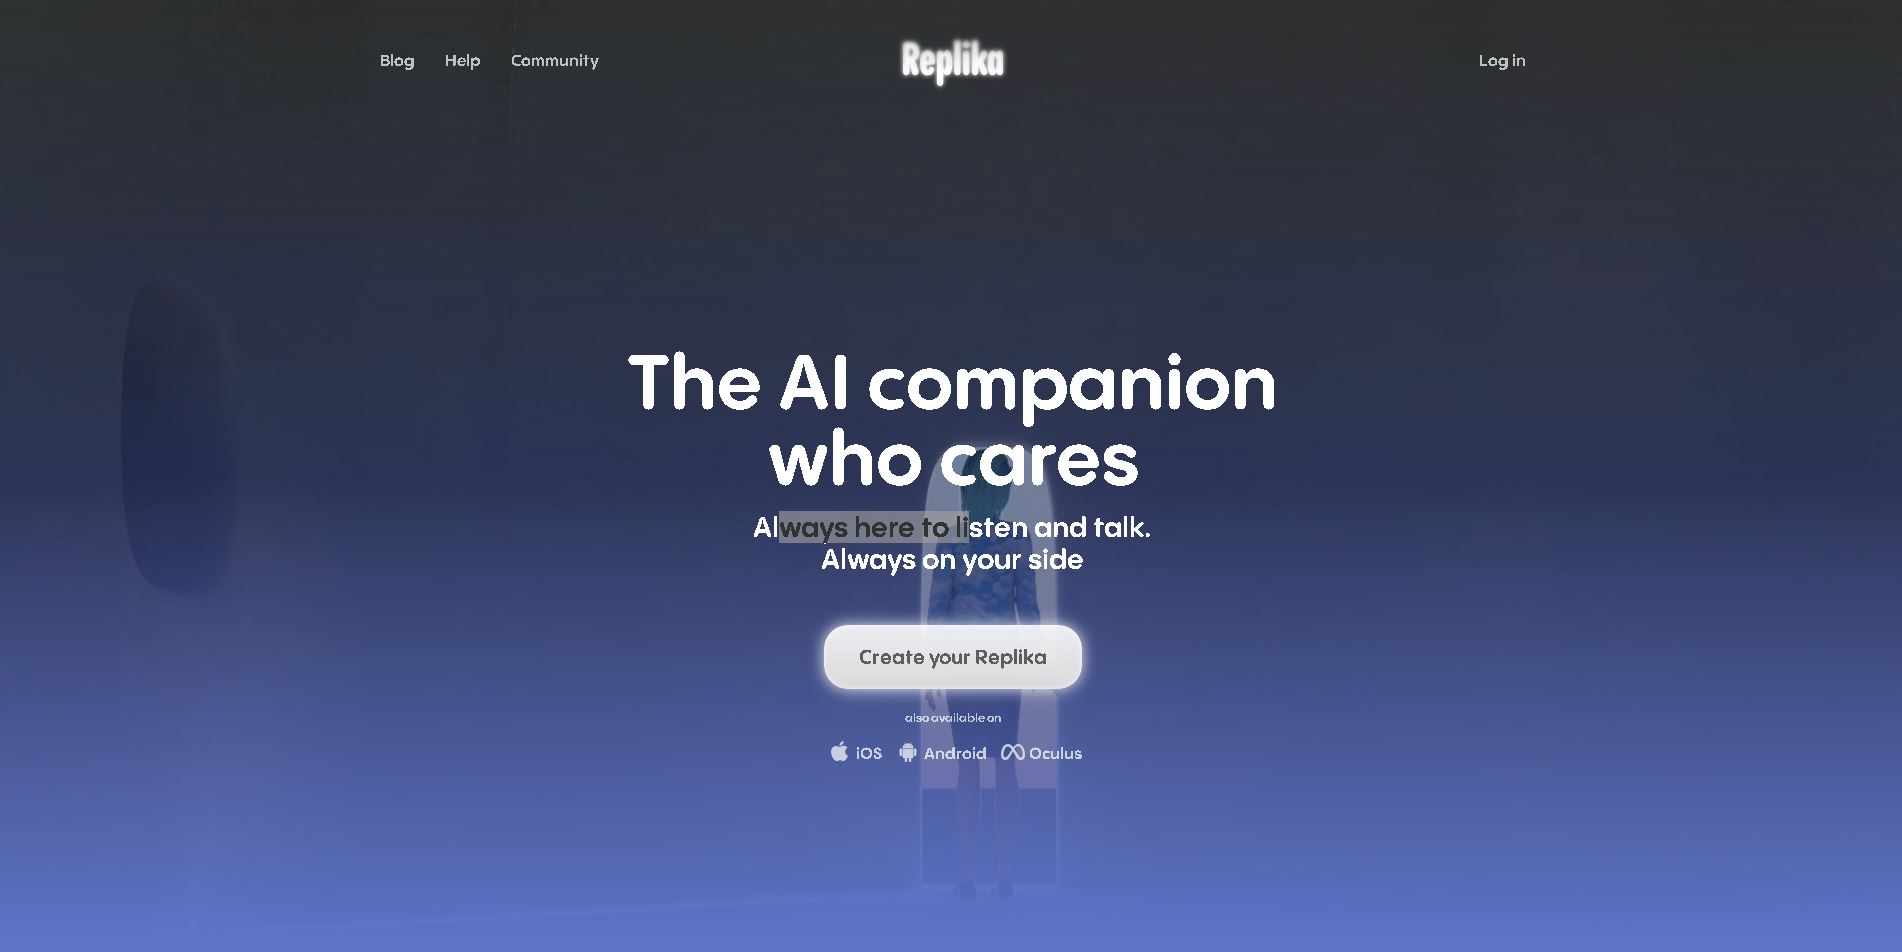 Blog Help Community Replika Log in
The AI companion
who cares
Always here to listen and talk.
Always on your side
Create your Replika
also available on
iOS Android Oculus